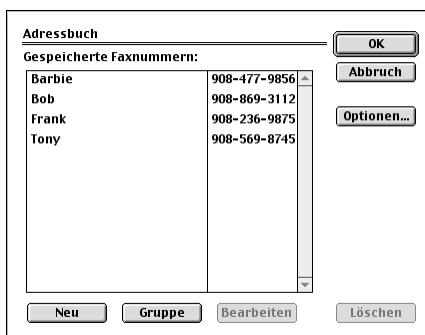 Adressbuch
Gespeicherte Faxnummern:
Barbie 908-477-9856
Bob 908-869-3112
Frank 908-236-9875
Tony 908-569-8745
OK
Abbruch
Optionen...
Neu Gruppe Bearbeiten Löschen